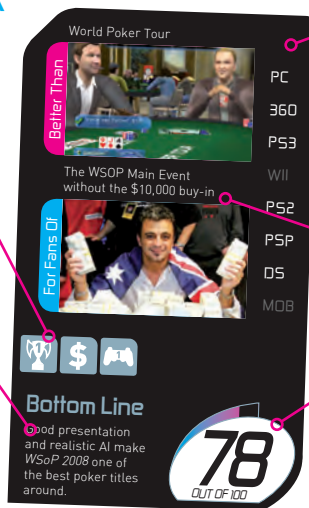 World Poker Tour
Better Than
The WSOP Main Event
without the $10,000 buy-in
For Fans Of
PC
360
PS3
WII
PS2
PSP
DS
MOB
$
Bottom Line
Good presentation
and realistic AI make
WSoP 2008 one of
the best poker titles
around.
78
OUT OF 100